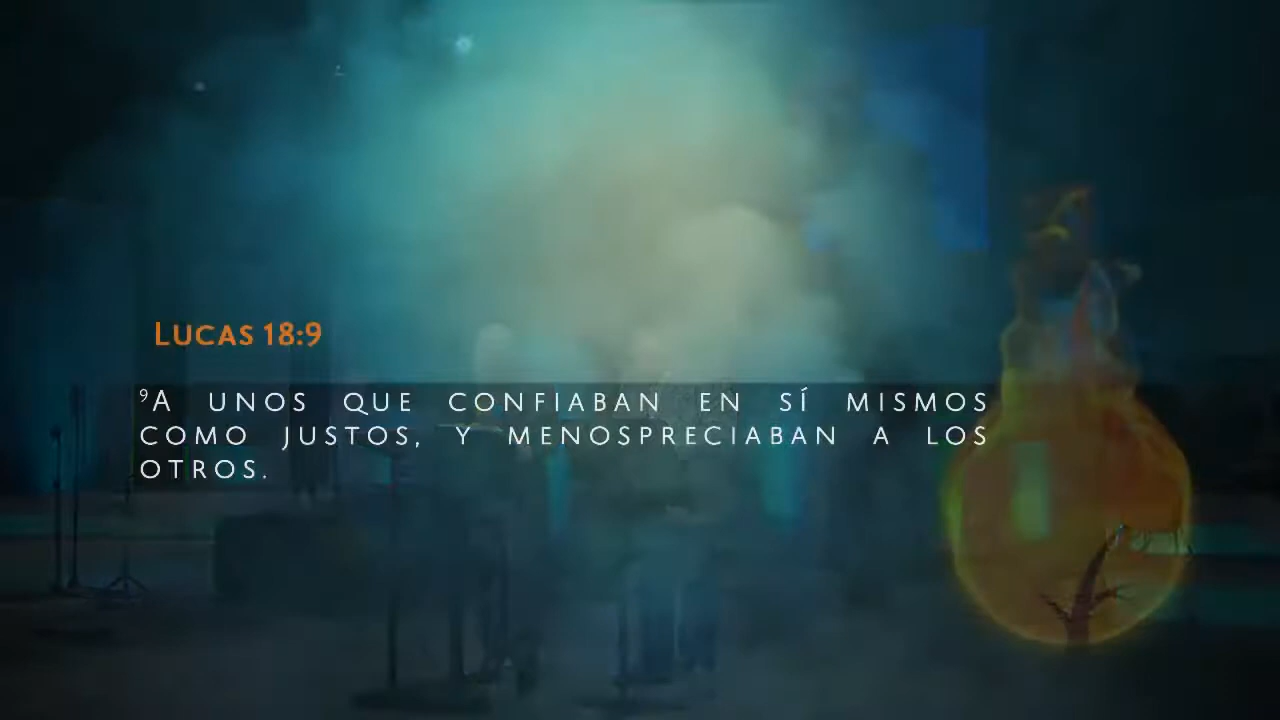 Lucas 18:9
⁹A UNOS QUE CONFIABAN EN SÍ MISMOS
COMO JUSTOS, Y MENOSPRECIABAN A LOS
OTROS.